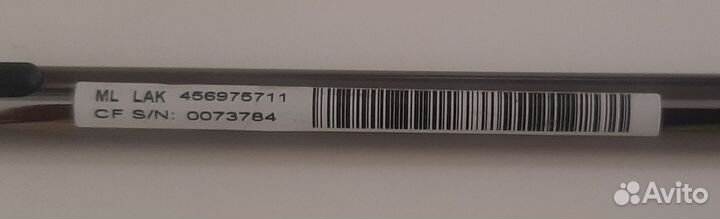 ML LAK 456975711
CF S/N: 0073784
Avito